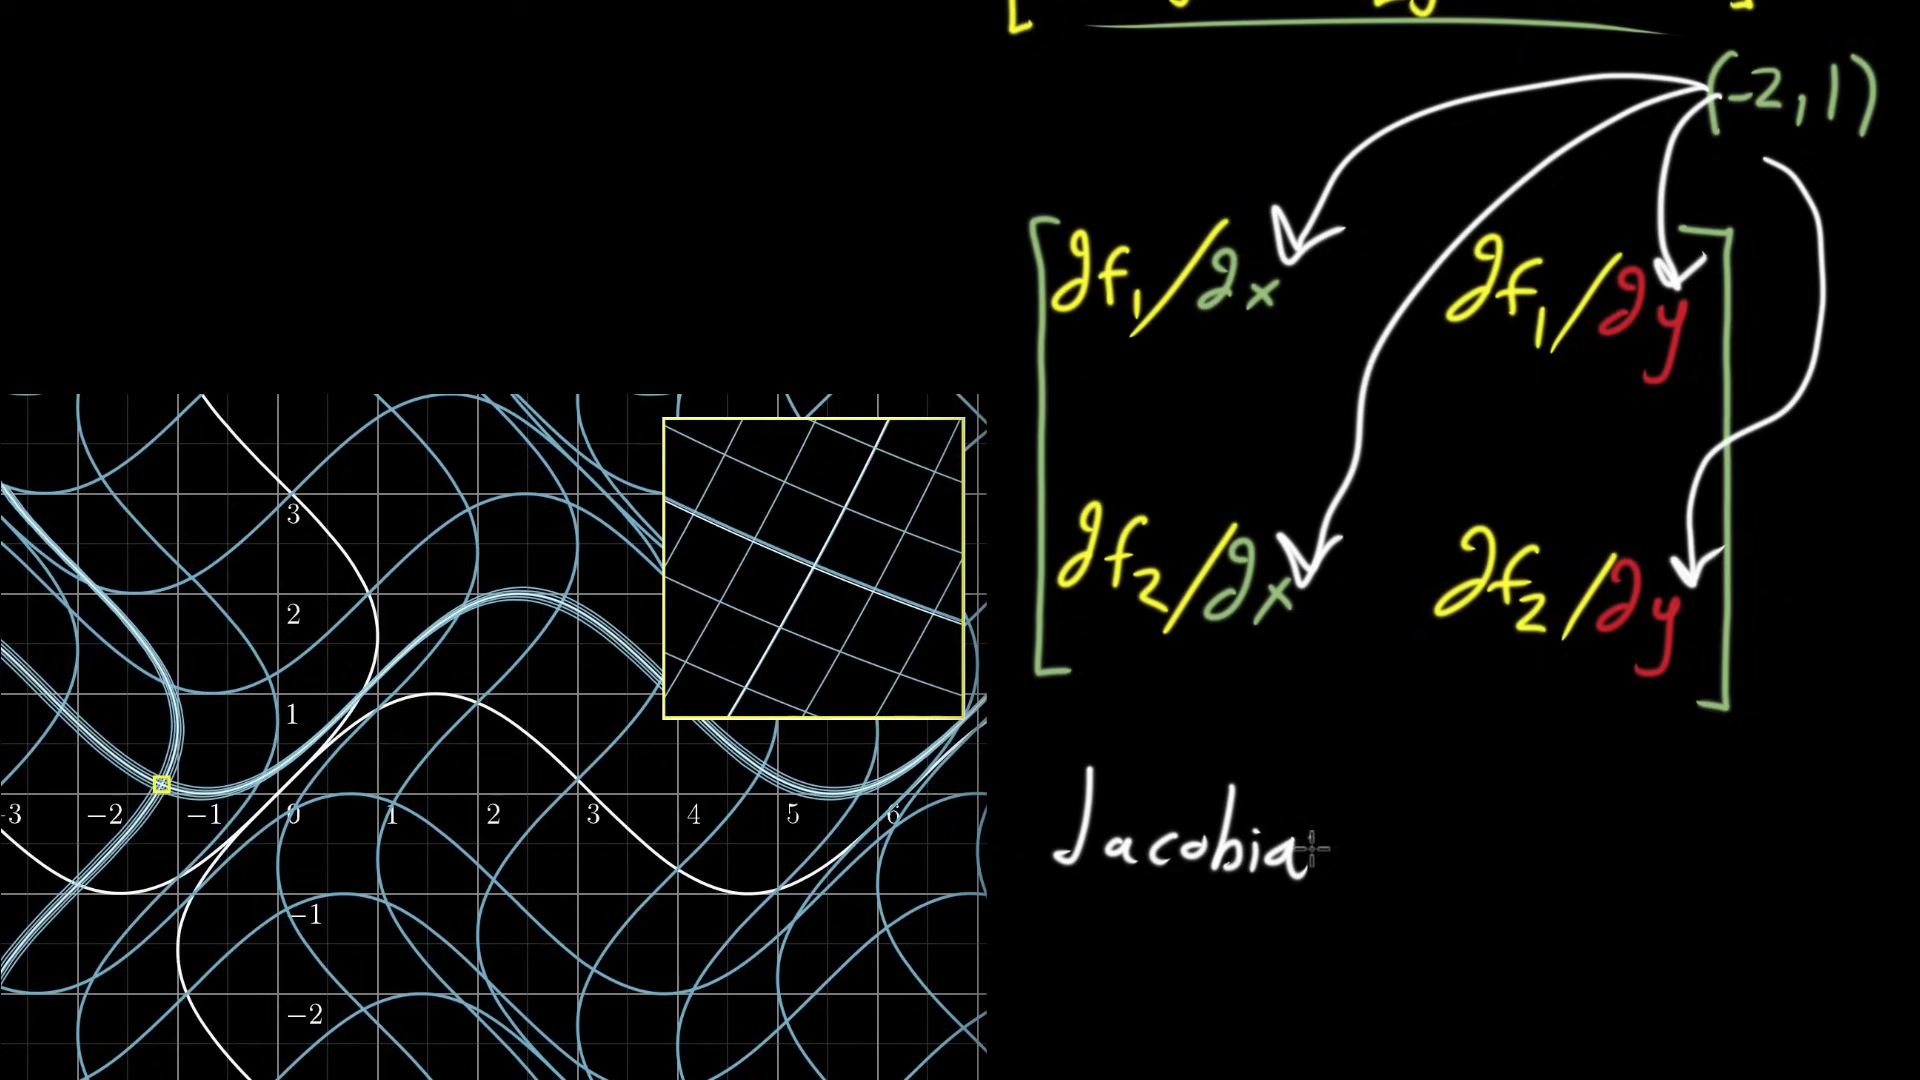 (-2,1)
∂f₁/∂x ∂f₁/∂y
∂f₂/∂x ∂f₂/∂y
Jacobia
3
2
1
-3 −2 −1 0 1 2 3 4 5 6
−1
−2